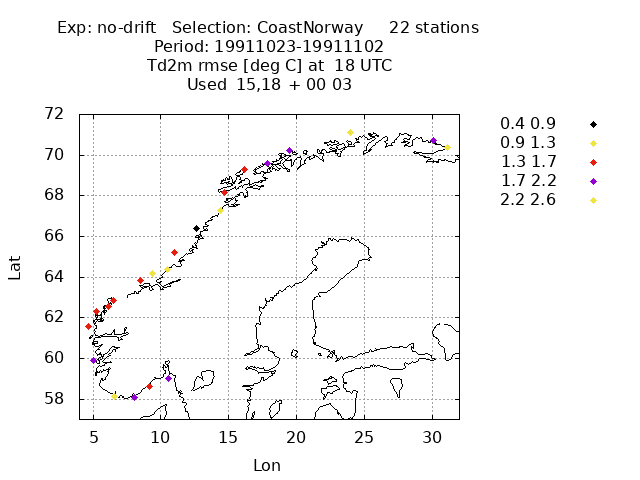 Exp: no-drift Selection: CoastNorway 22 stations
Period: 19911023-19911102
Td2m rmse [deg C] at 18 UTC
Used 15,18 + 00 03
72
70
68
66
64
62
60
58
Lat
5 10 15 20 25 30
Lon
0.4 0.9
0.9 1.3
1.3 1.7
1.7 2.2
2.2 2.6